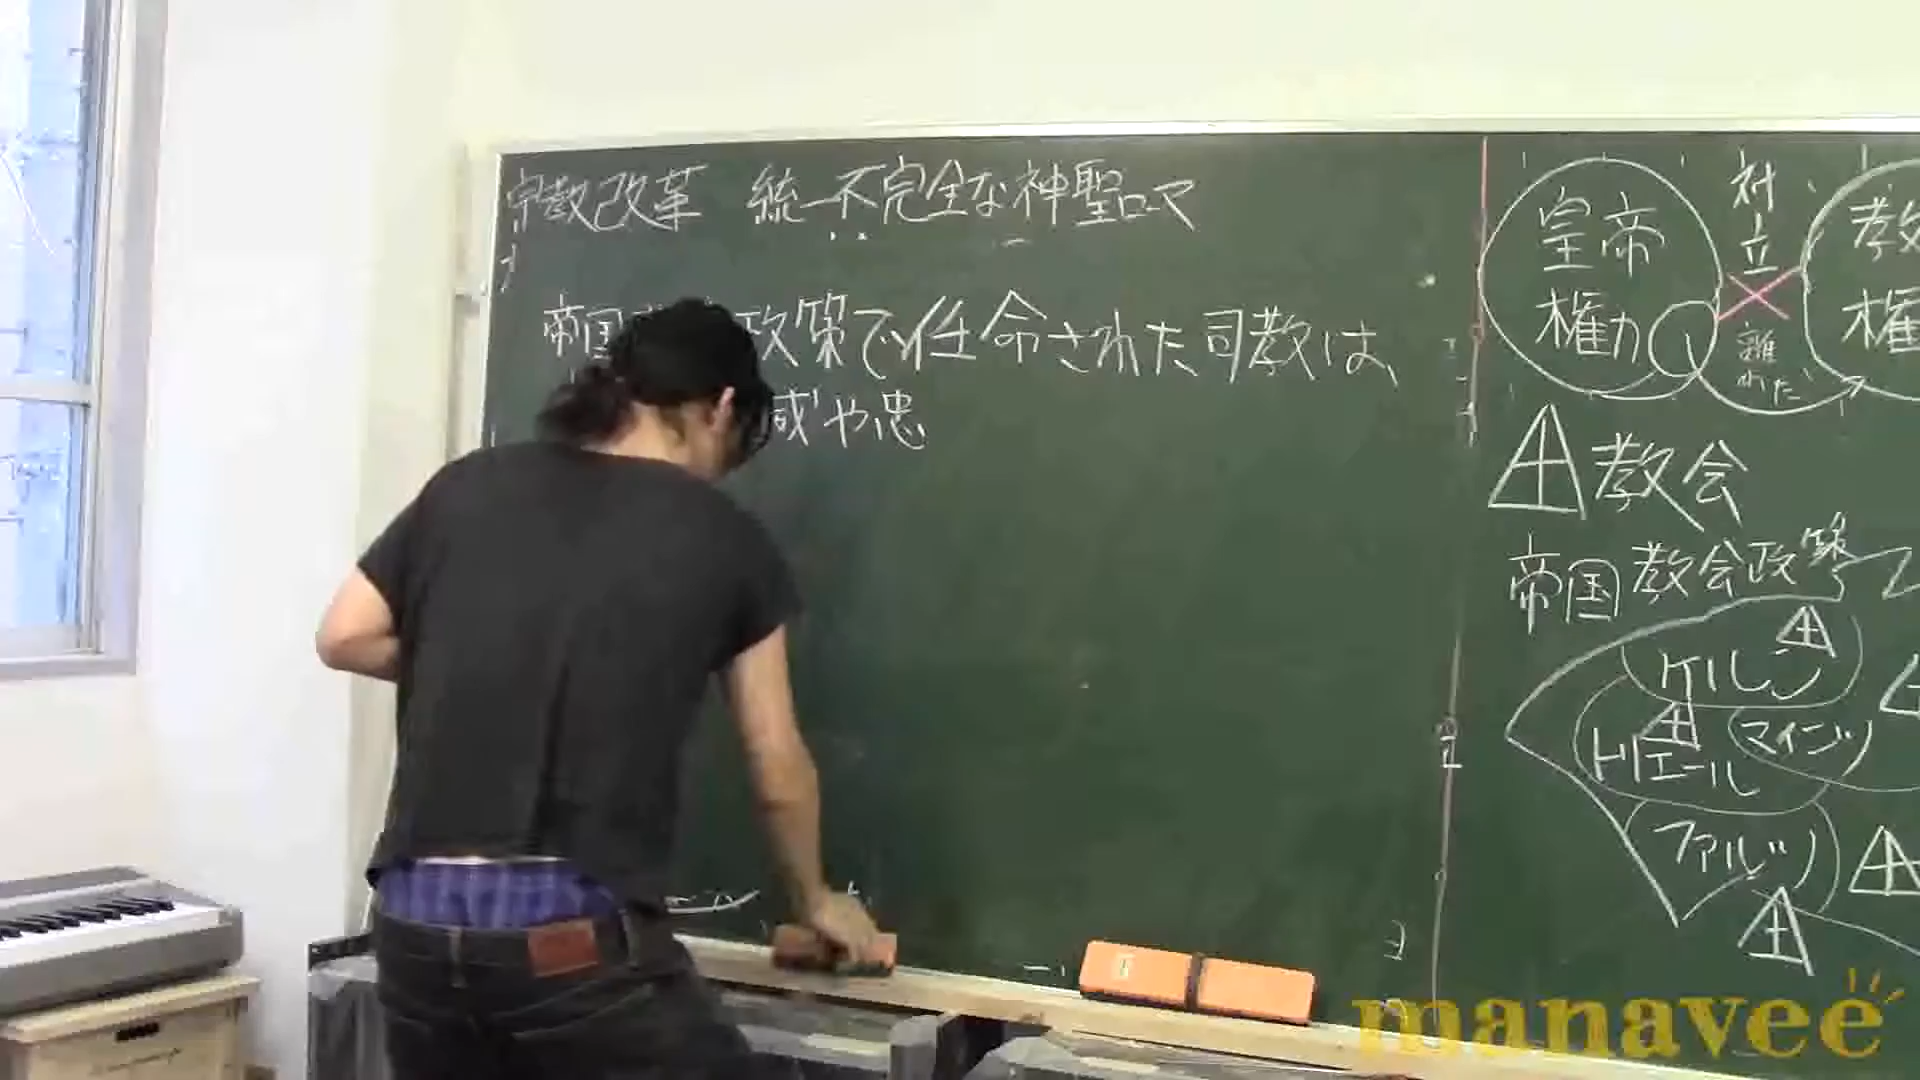 宗教改革 統一不完全な神聖ローマ
帝国 政策で任命された司教は、
や忠
皇帝
権力
対立
離れた
教
権
教会
帝国教会政策
ケルン
トリエール
マインツ
ファルツ
manavee